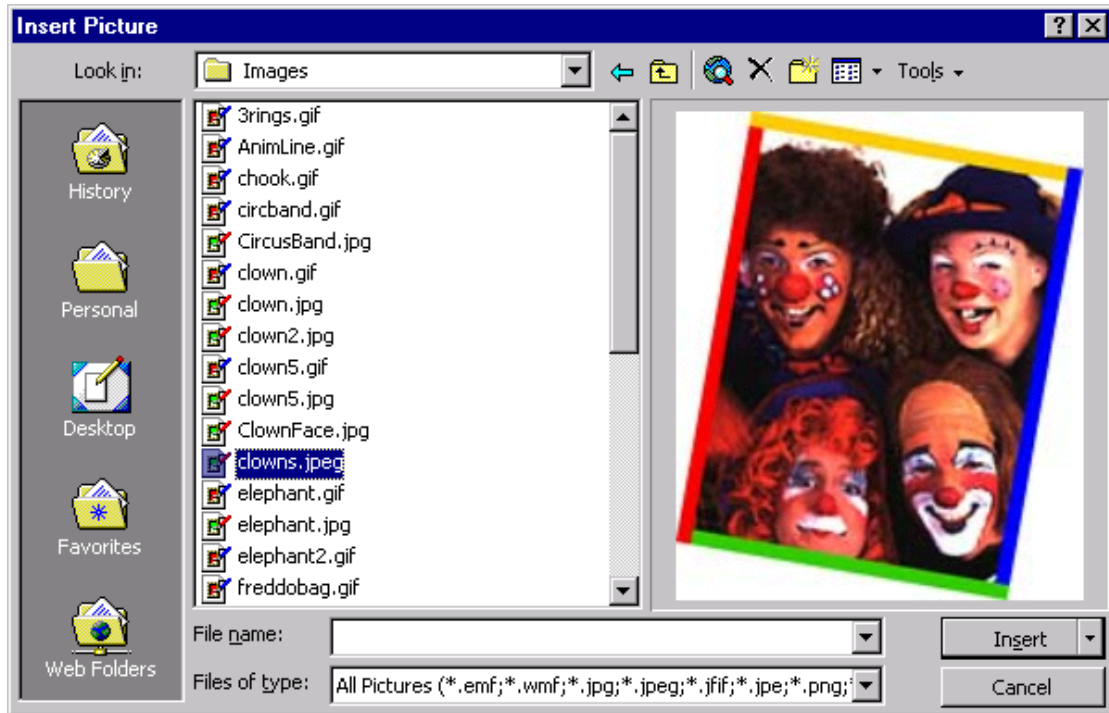 Insert Picture
Look in:
Images
Tools
History
Personal
Desktop
Favorites
Web Folders
3rings.gif
AnimLine.gif
chook.gif
circband.gif
CircusBand.jpg
clown.gif
clown.jpg
clown2.jpg
clown5.gif
clown5.jpg
ClownFace.jpg
clowns.jpeg
elephant.gif
elephant.jpg
elephant2.gif
freddobag.gif
File name:
Insert
Files of type:
All Pictures (*.emf;*.wmf;*.jpg;*.jpeg;*.jfif;*.jpe;*.png;
Cancel